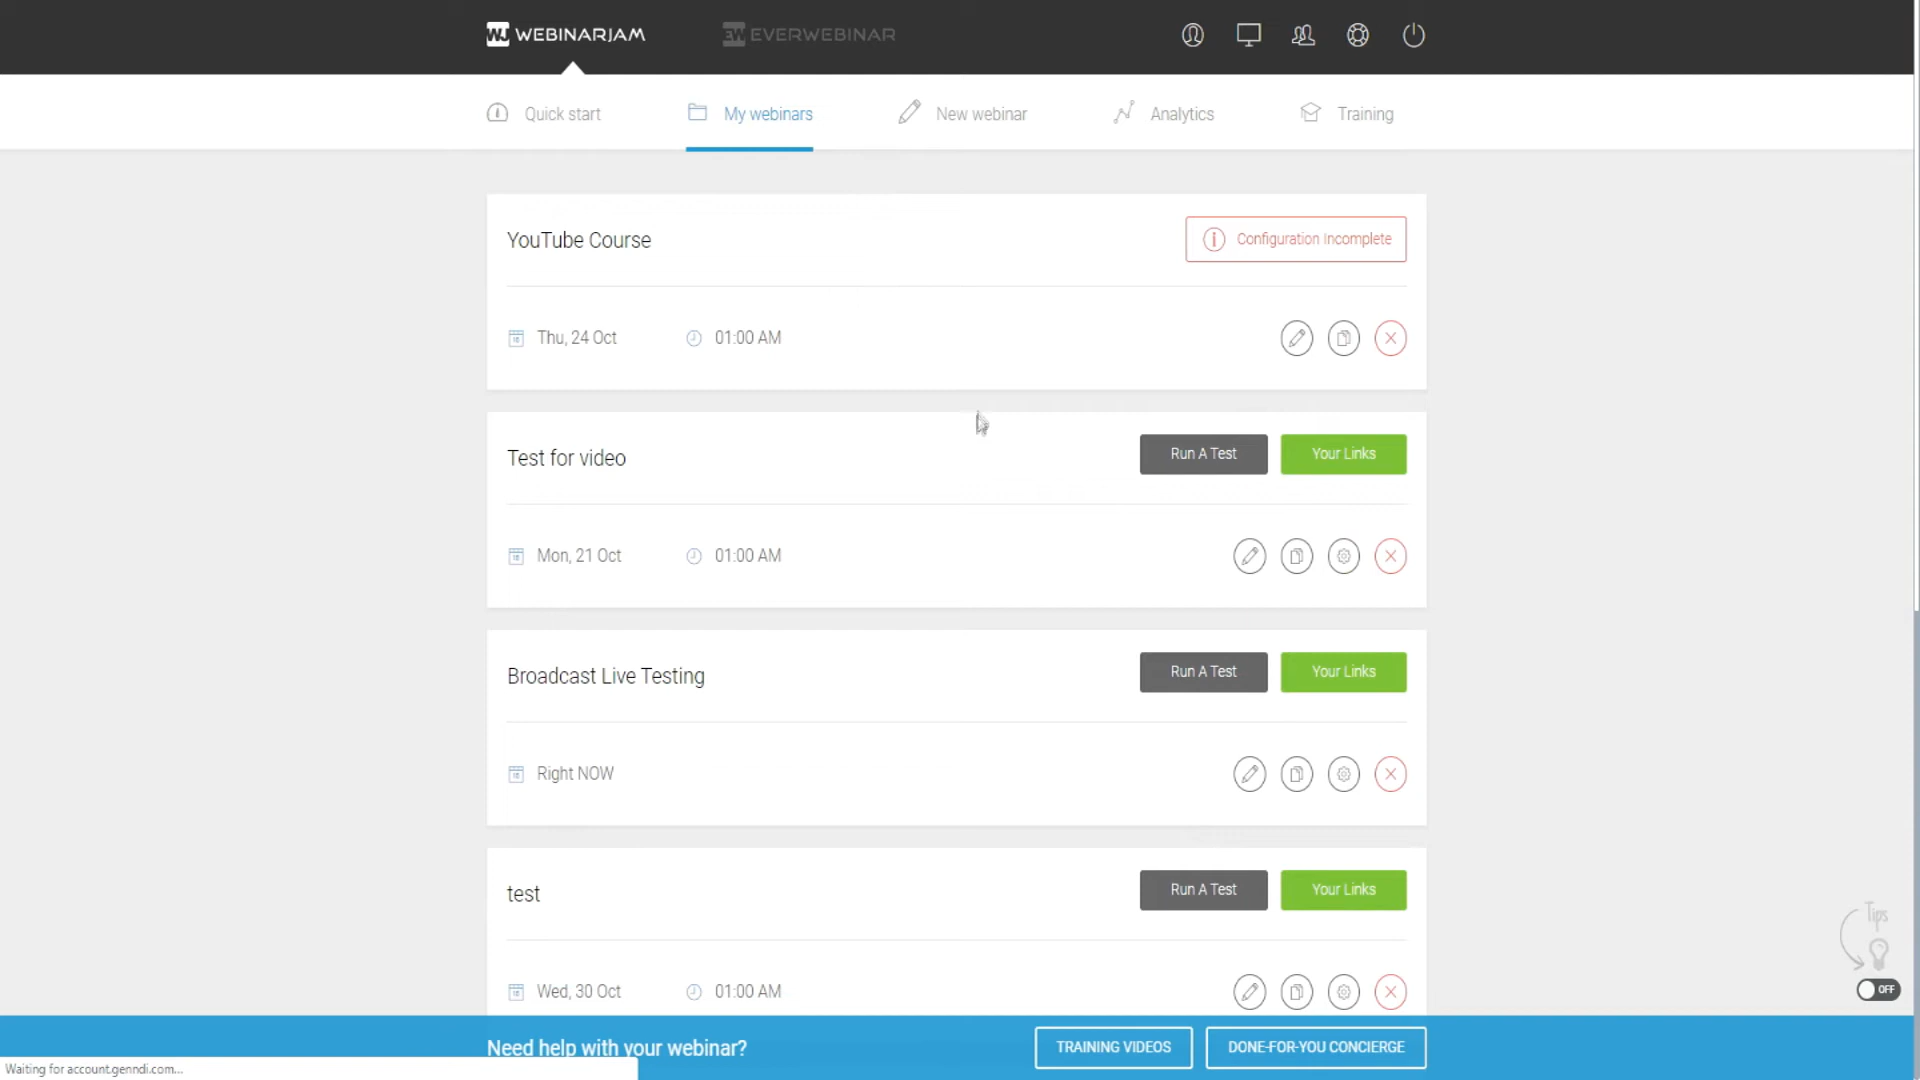 WJ WEBINARJAM
EW EVERWEBINAR
Quick start
My webinars
New webinar
Analytics
Training
YouTube Course
Configuration Incomplete
Thu, 24 Oct
01:00 AM
Test for video
Run A Test
Your Links
Mon, 21 Oct
01:00 AM
Broadcast Live Testing
Run A Test
Your Links
Right NOW
test
Run A Test
Your Links
Tips
Wed, 30 Oct
01:00 AM
OFF
Need help with your webinar?
TRAINING VIDEOS
DONE-FOR-YOU CONCIERGE
Waiting for account.genndi.com...